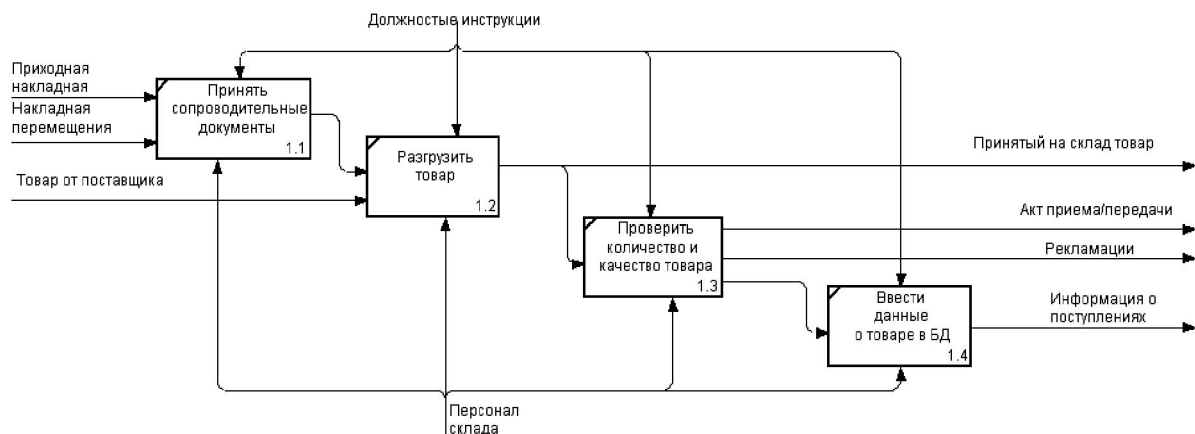 Должностые инструкции
Приходная
накладная
Накладная
перемещения
Товар от поставщика
Принять
сопроводительные
документы
1.1
Разгрузить
товар
1.2
Проверить
количество и
качество товара
1.3
Ввести
данные
о товаре в БД
1.4
Принятый на склад товар
Акт приема/передачи
Рекламации
Информация о
поступлениях
Персонал
склада